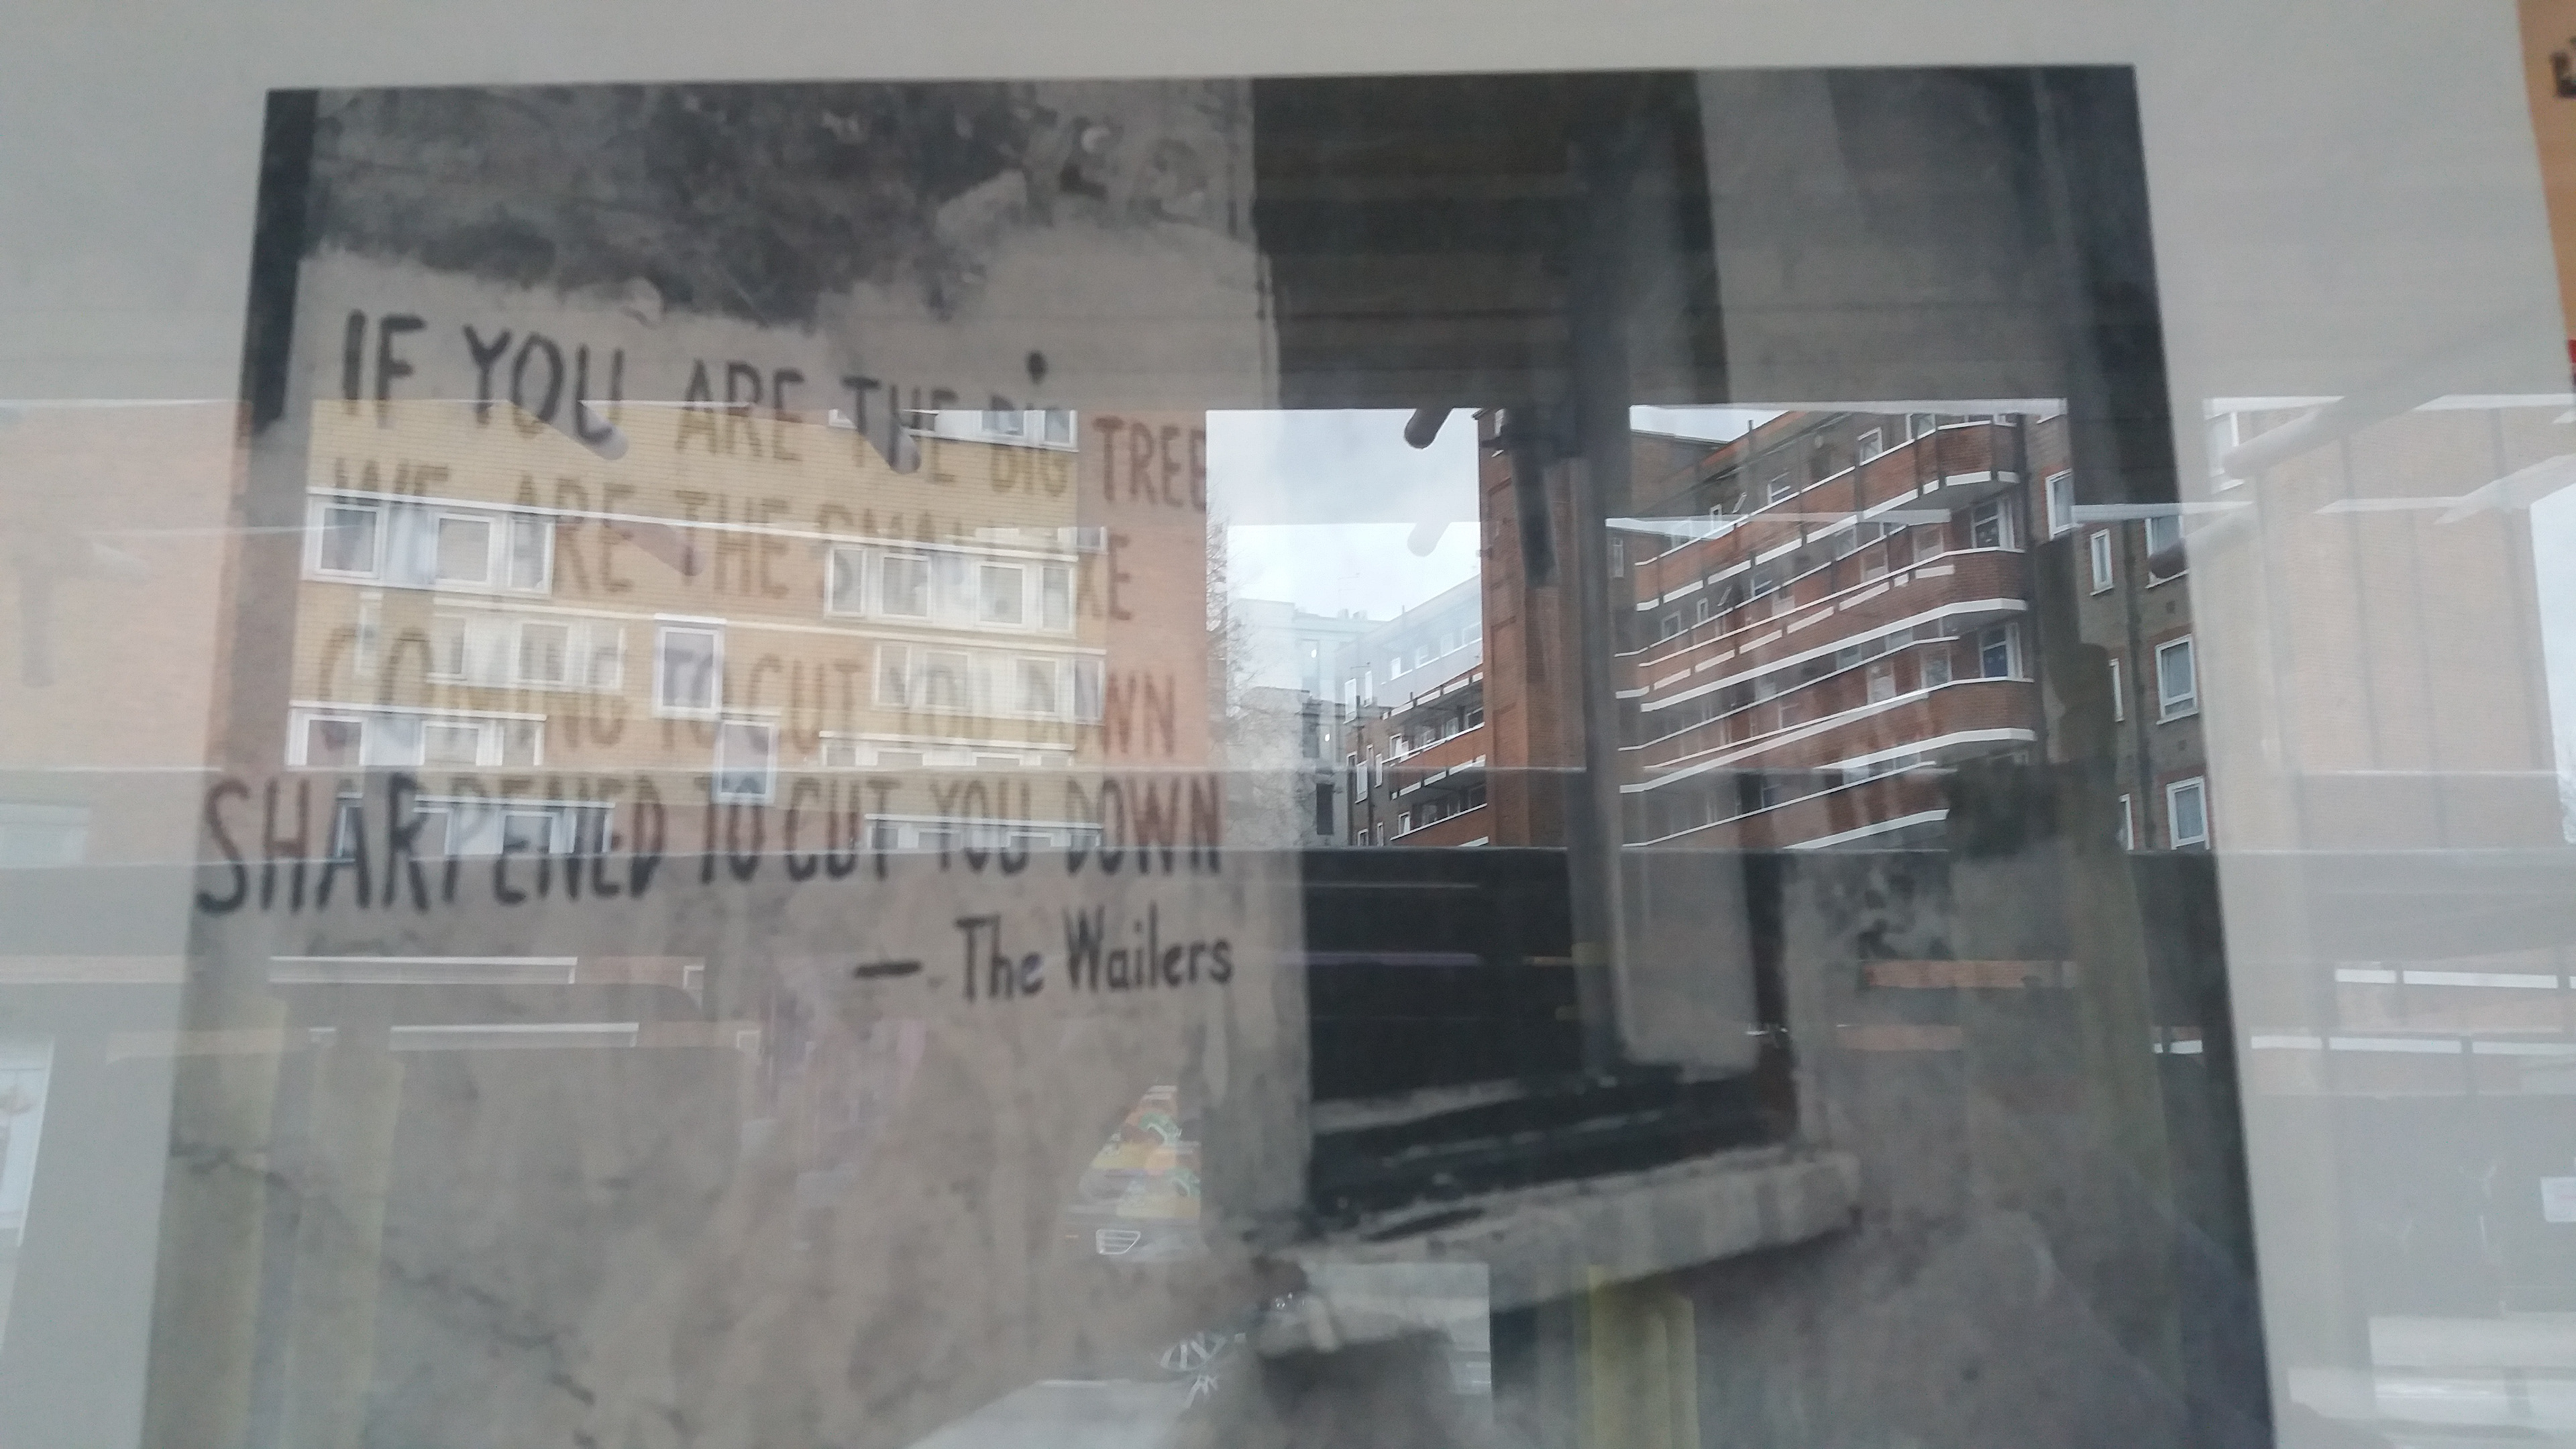 IF YOU ARE THE BIG TREE
WE ARE THE SMALL AXE
COMING TO CUT YOU DOWN
SHARPENED TO CUT YOU DOWN
—. The Wailers